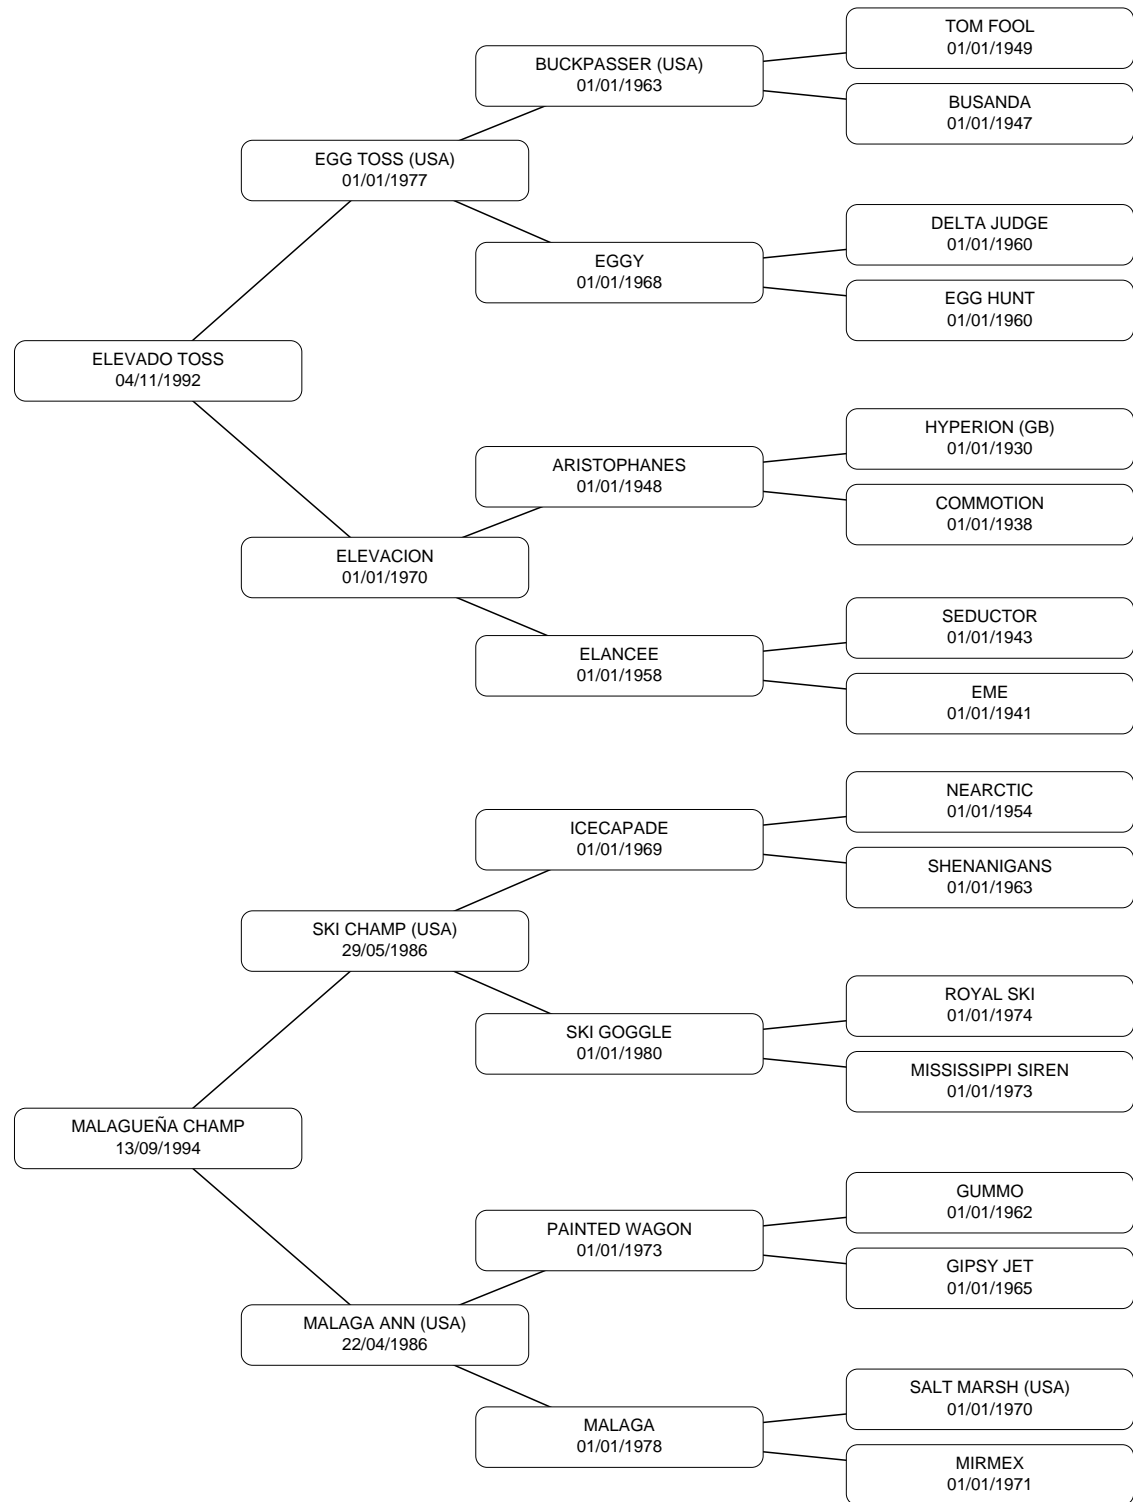 TOM FOOL
01/01/1949
BUCKPASSER (USA)
01/01/1963
BUSANDA
01/01/1947
EGG TOSS (USA)
01/01/1977
DELTA JUDGE
01/01/1960
EGGY
01/01/1968
EGG HUNT
01/01/1960
ELEVADO TOSS
04/11/1992
HYPERION (GB)
01/01/1930
ARISTOPHANES
01/01/1948
COMMOTION
01/01/1938
ELEVACION
01/01/1970
SEDUCTOR
01/01/1943
ELANCEE
01/01/1958
EME
01/01/1941
NEARCTIC
01/01/1954
ICECAPADE
01/01/1969
SHENANIGANS
01/01/1963
SKI CHAMP (USA)
29/05/1986
ROYAL SKI
01/01/1974
SKI GOGGLE
01/01/1980
MISSISSIPPI SIREN
01/01/1973
MALAGUEÑA CHAMP
13/09/1994
GUMMO
01/01/1962
PAINTED WAGON
01/01/1973
GIPSY JET
01/01/1965
MALAGA ANN (USA)
22/04/1986
SALT MARSH (USA)
01/01/1970
MALAGA
01/01/1978
MIRMEX
01/01/1971